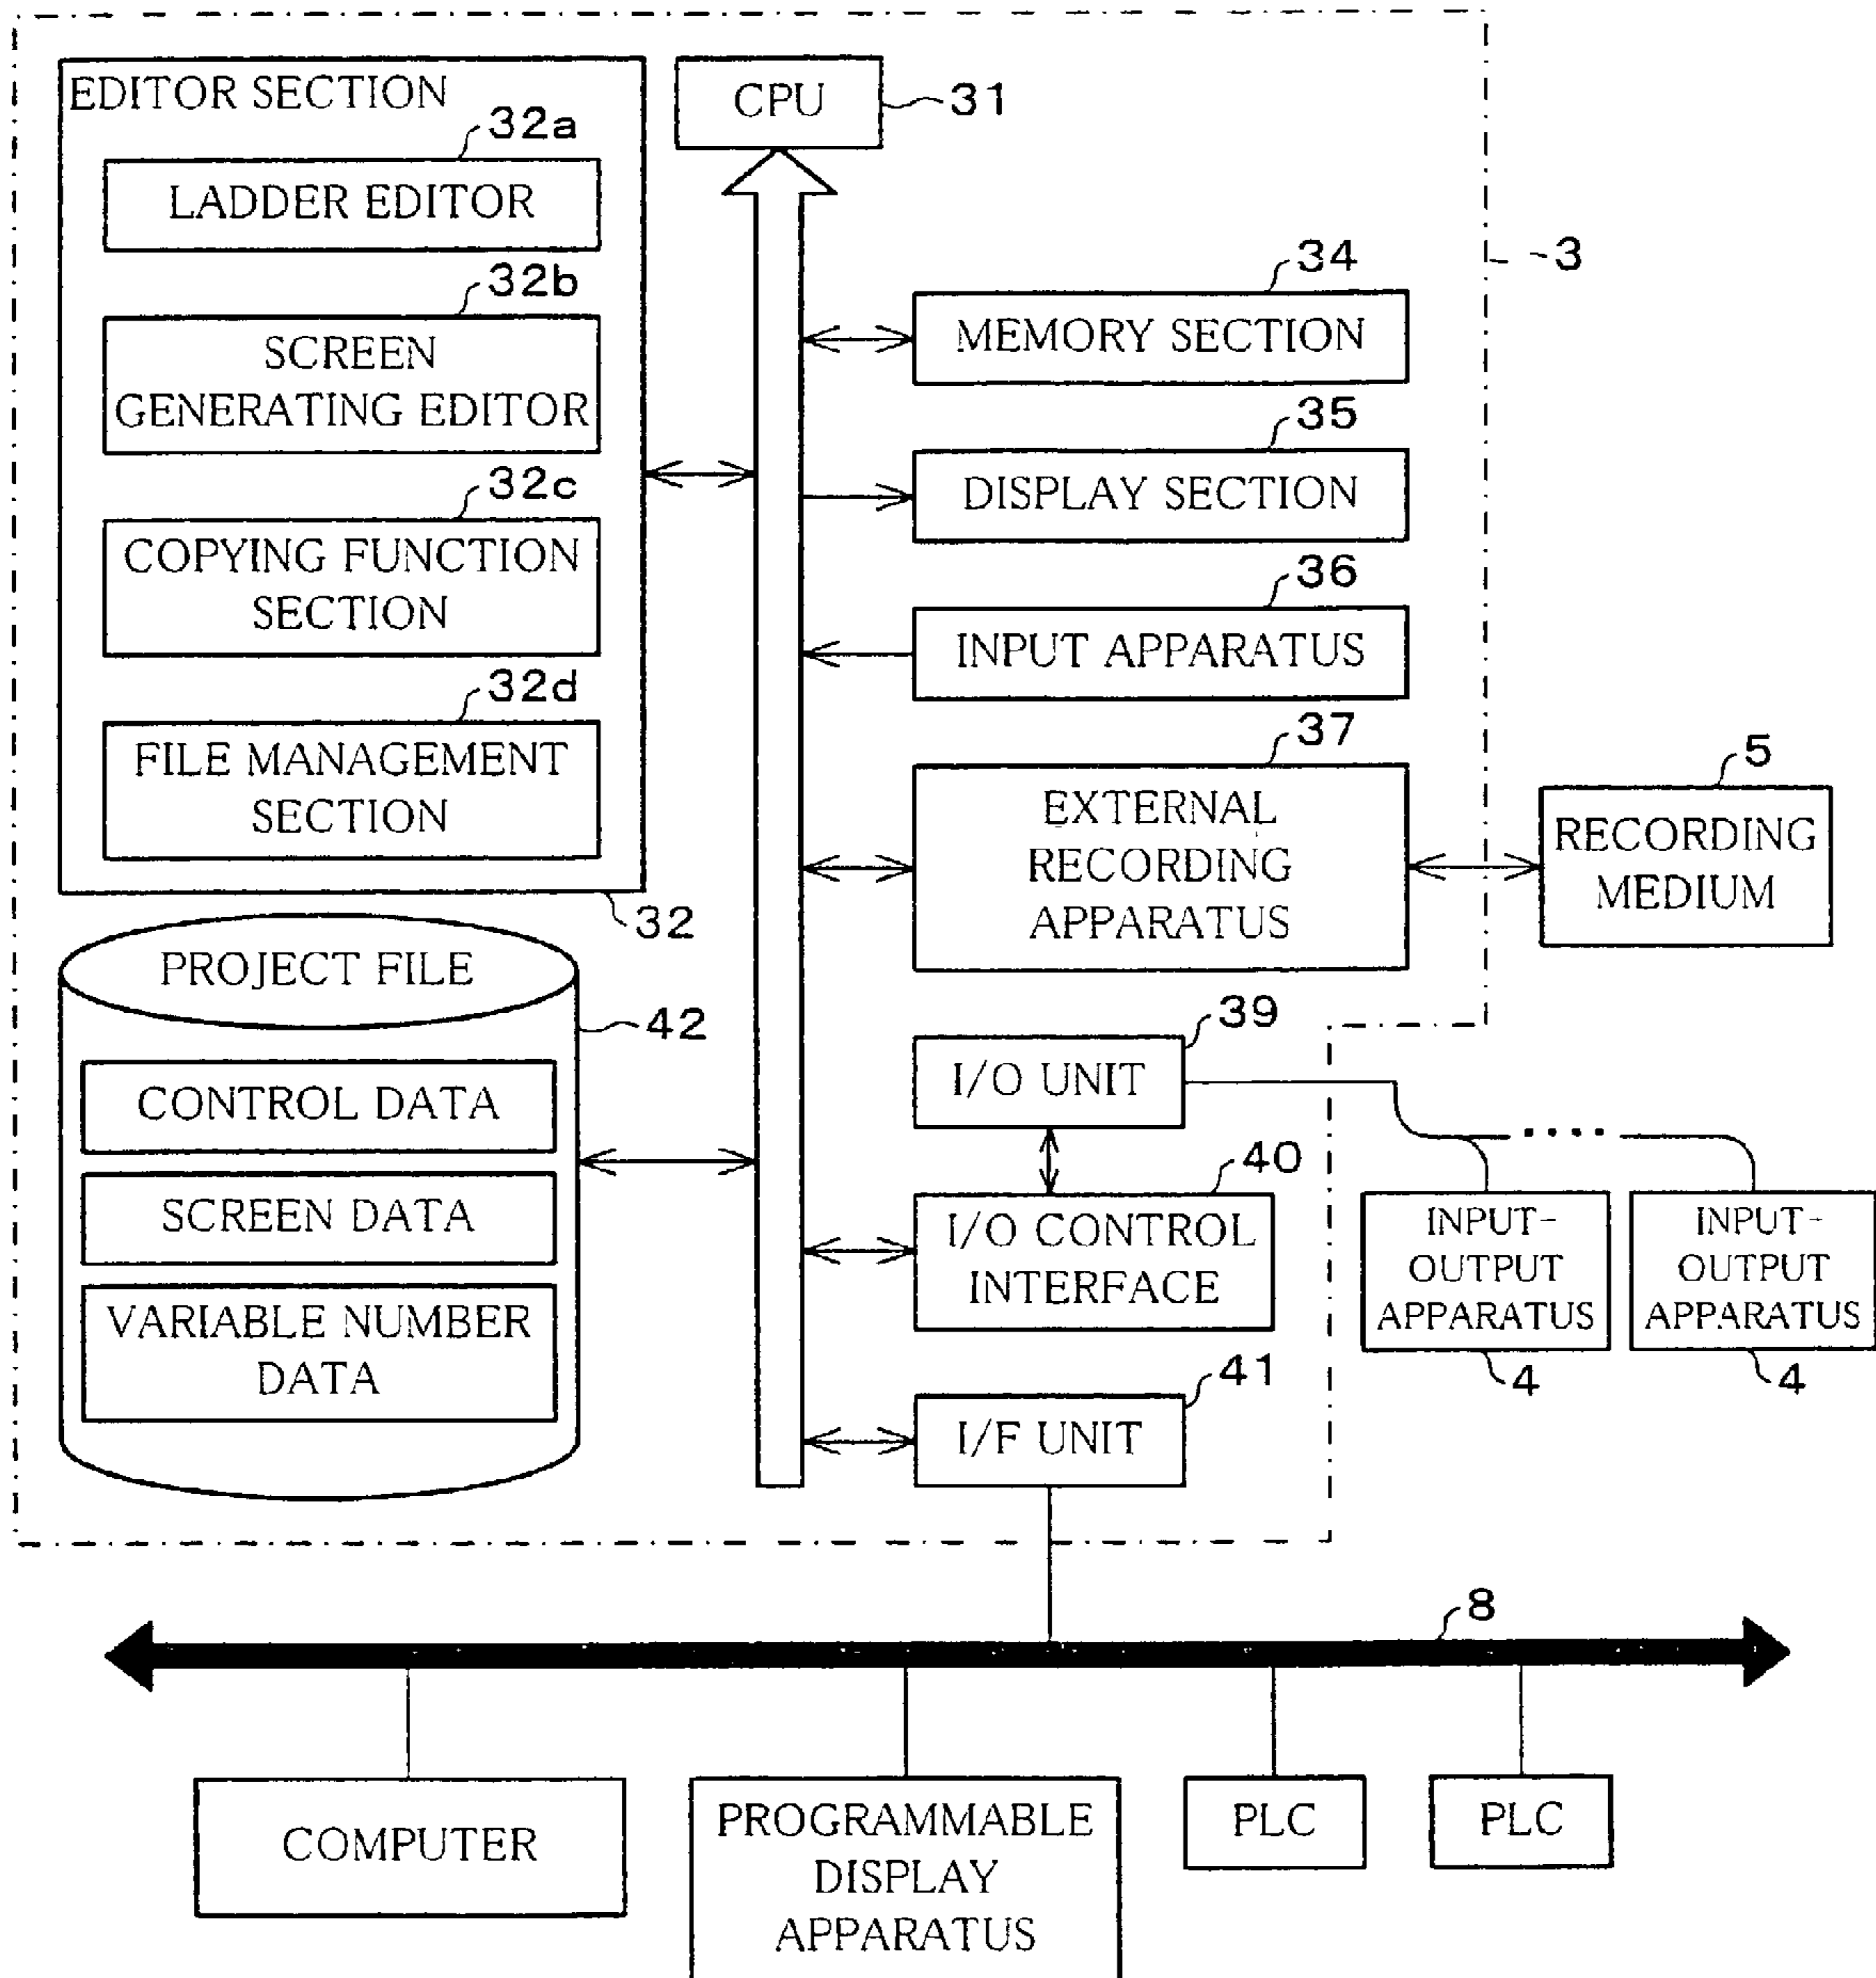 EDITOR SECTION
32a
LADDER EDITOR
32b
SCREEN
GENERATING EDITOR
32c
COPYING FUNCTION
SECTION
32d
FILE MANAGEMENT
SECTION
32
PROJECT FILE
42
CONTROL DATA
SCREEN DATA
VARIABLE NUMBER
DATA
CPU
31
3
34
MEMORY SECTION
35
DISPLAY SECTION
36
INPUT APPARATUS
37
EXTERNAL
RECORDING
APPARATUS
5
RECORDING
MEDIUM
39
I/O UNIT
40
I/O CONTROL
INTERFACE
41
I/F UNIT
INPUT-
OUTPUT
APPARATUS
4
INPUT-
OUTPUT
APPARATUS
4
8
COMPUTER
PROGRAMMABLE
DISPLAY
APPARATUS
PLC
PLC